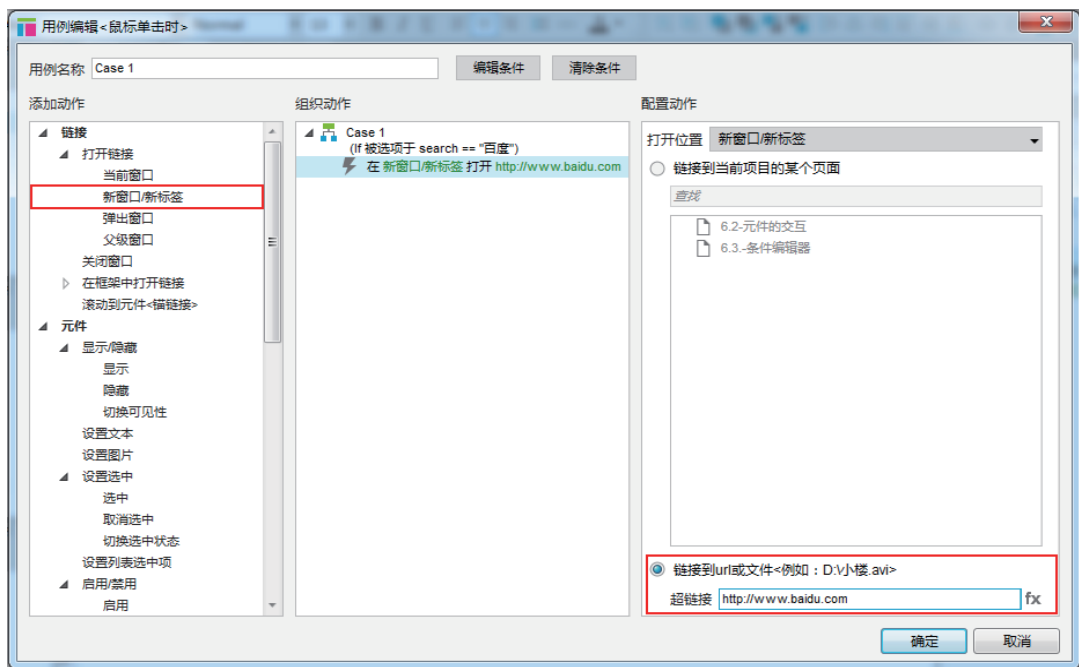 用例编辑<鼠标单击时>
用例名称 Case 1 编辑条件 清除条件
添加动作 组织动作 配置动作
链接
打开链接
当前窗口
新窗口/新标签
弹出窗口
父级窗口
关闭窗口
在框架中打开链接
滚动到元件<锚链接>
元件
显示/隐藏
显示
隐藏
切换可见性
设置文本
设置图片
设置选中
选中
取消选中
切换选中状态
设置列表选中项
启用/禁用
启用
Case 1
(If 被选项于 search == "百度")
在 新窗口/新标签 打开 http://www.baidu.com
打开位置 新窗口/新标签
链接到当前项目的某个页面
查找
6.2-元件的交互
6.3.-条件编辑器
链接到url或文件<例如：D:\小楼.avi>
超链接 http://www.baidu.com fx
确定 取消